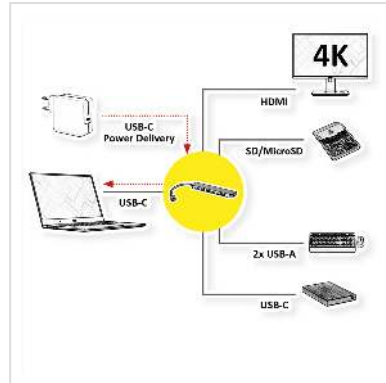 4K
HDMI
USB-C
Power Delivery
SD/MicroSD
USB-C
2x USB-A
USB-C